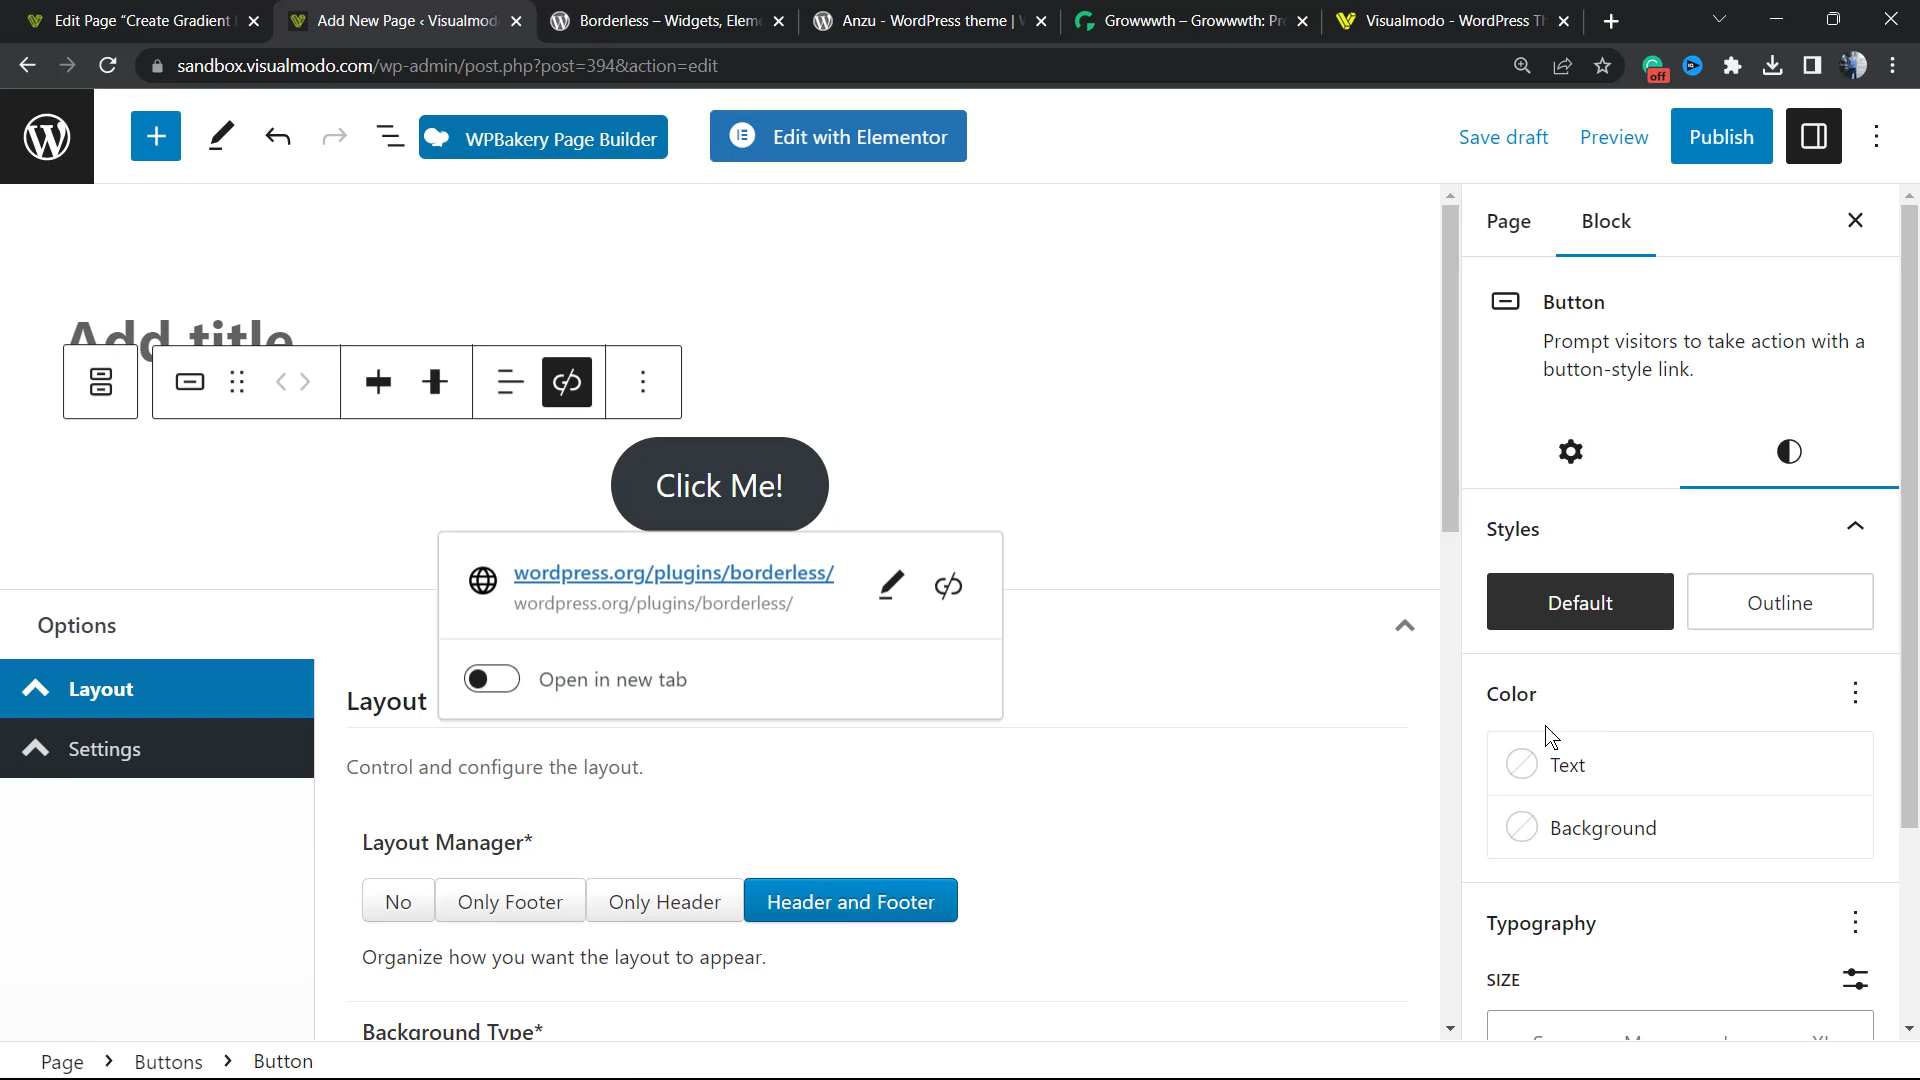 Edit Page “Create Gradient
Add New Page ‹ Visualmod
Borderless – Widgets, Elem
Anzu - WordPress theme |
Growwwth – Growwwth: Pr
Visualmodo - WordPress Th
sandbox.visualmodo.com/wp-admin/post.php?post=394&action=edit
off
WPBakery Page Builder
Edit with Elementor
Save draft
Preview
Publish
Add title
Click Me!
wordpress.org/plugins/borderless/
wordpress.org/plugins/borderless/
Open in new tab
Options
Layout
Settings
Layout
Control and configure the layout.
Layout Manager*
No
Only Footer
Only Header
Header and Footer
Organize how you want the layout to appear.
Background Type*
Page
Block
Button
Prompt visitors to take action with a
button-style link.
Styles
Default
Outline
Color
Text
Background
Typography
SIZE
Page > Buttons > Button